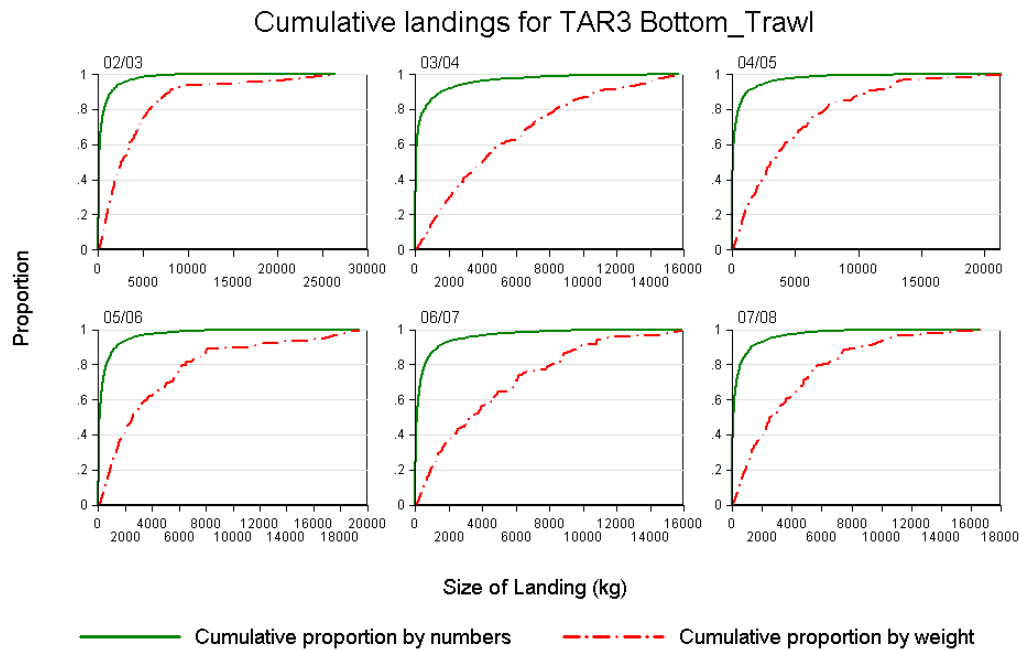 Cumulative landings for TAR3 Bottom_Trawl
02/03
03/04
04/05
1
.8
.6
.4
.2
0
0 10000 20000 30000
5000 15000 25000
1
.8
.6
.4
.2
0
0 4000 8000 12000 16000
2000 6000 10000 14000
1
.8
.6
.4
.2
0
0 10000 20000
5000 15000
Proportion
05/06
06/07
07/08
1
.8
.6
.4
.2
0
0 4000 8000 12000 16000 20000
2000 6000 10000 14000 18000
1
.8
.6
.4
.2
0
0 4000 8000 12000 16000
2000 6000 10000 14000
1
.8
.6
.4
.2
0
0 4000 8000 12000 16000
2000 6000 10000 14000 18000
Size of Landing (kg)
Cumulative proportion by numbers Cumulative proportion by weight